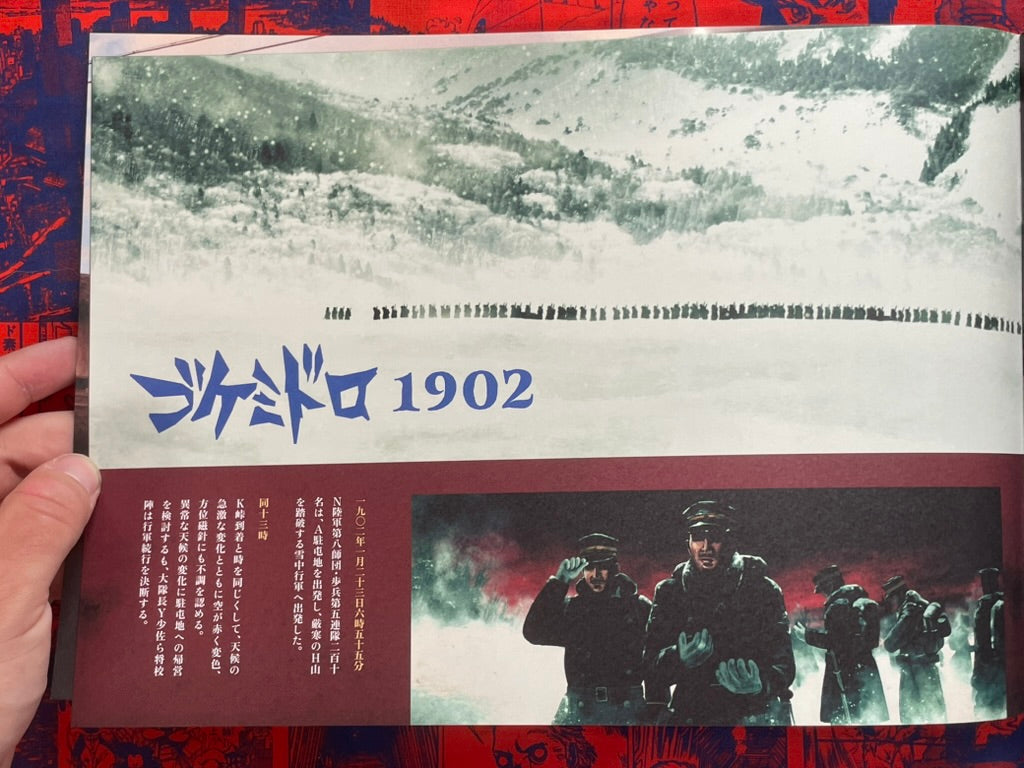 ゴケミドロ 1902
一九〇二年一月二十三日六時五十五分
N陸軍第八師団・歩兵第五連隊二百十
名は、A駐屯地を出発し、厳寒のH山
を踏破する雪中行軍へ出発した。
同十三時
K峠到着と時を同じくして、天候の
急激な変化とともに空が赤く変色、
方位磁針にも不調を認める。
異常な天候の変化に駐屯地への帰営
を検討するも、大隊長Y少佐ら将校
陣は行軍続行を決断する。